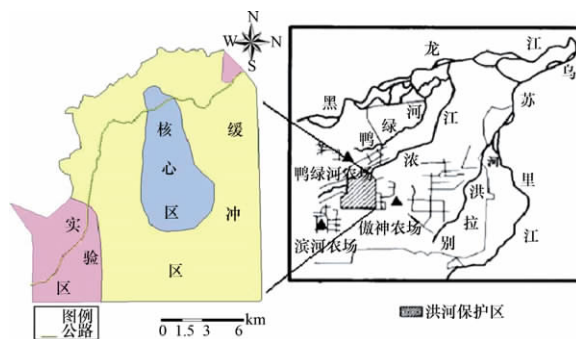 N
W
S
核心区
缓冲区
实验区
图例
公路
0 1.5 3 6
km
N
黑龙江
乌苏里江
鸭绿河
浓江
别拉洪河
鸭绿河农场
滨河农场
傲神农场
洪河保护区